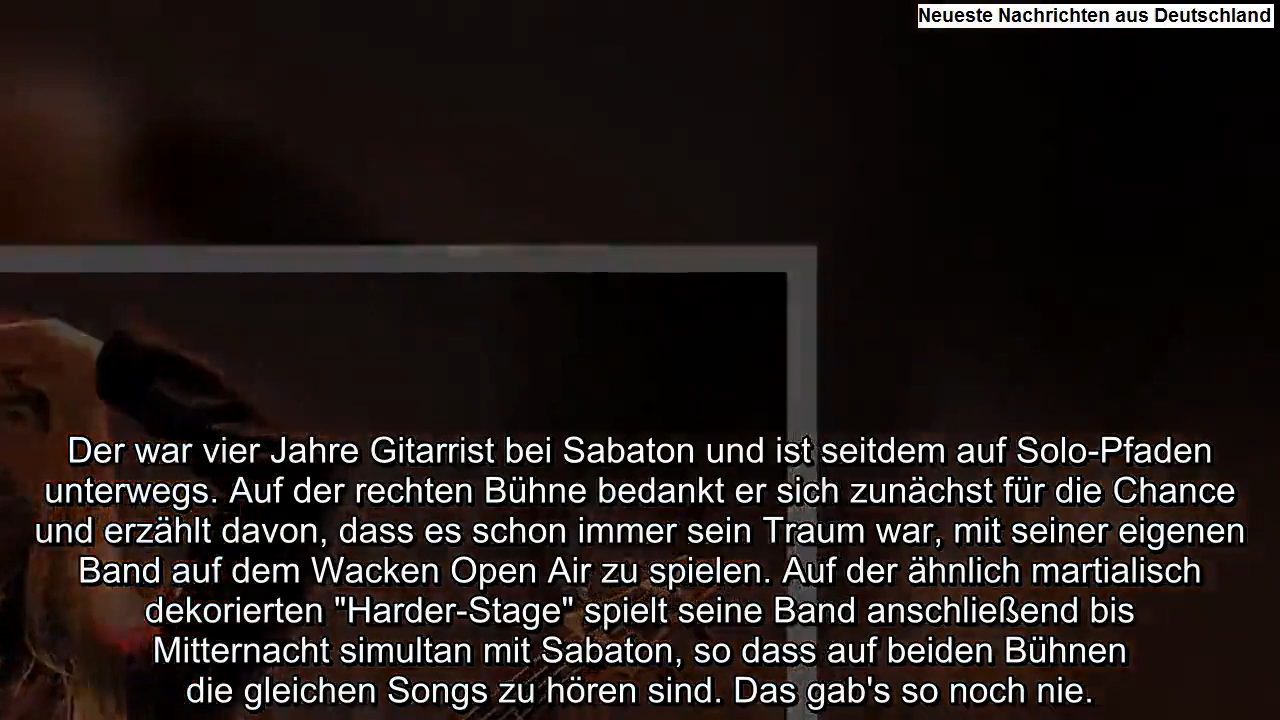 Neueste Nachrichten aus Deutschland
Der war vier Jahre Gitarrist bei Sabaton und ist seitdem auf Solo-Pfaden
unterwegs. Auf der rechten Bühne bedankt er sich zunächst für die Chance
und erzählt davon, dass es schon immer sein Traum war, mit seiner eigenen
Band auf dem Wacken Open Air zu spielen. Auf der ähnlich martialisch
dekorierten "Harder-Stage" spielt seine Band anschließend bis
Mitternacht simultan mit Sabaton, so dass auf beiden Bühnen
die gleichen Songs zu hören sind. Das gab's so noch nie.